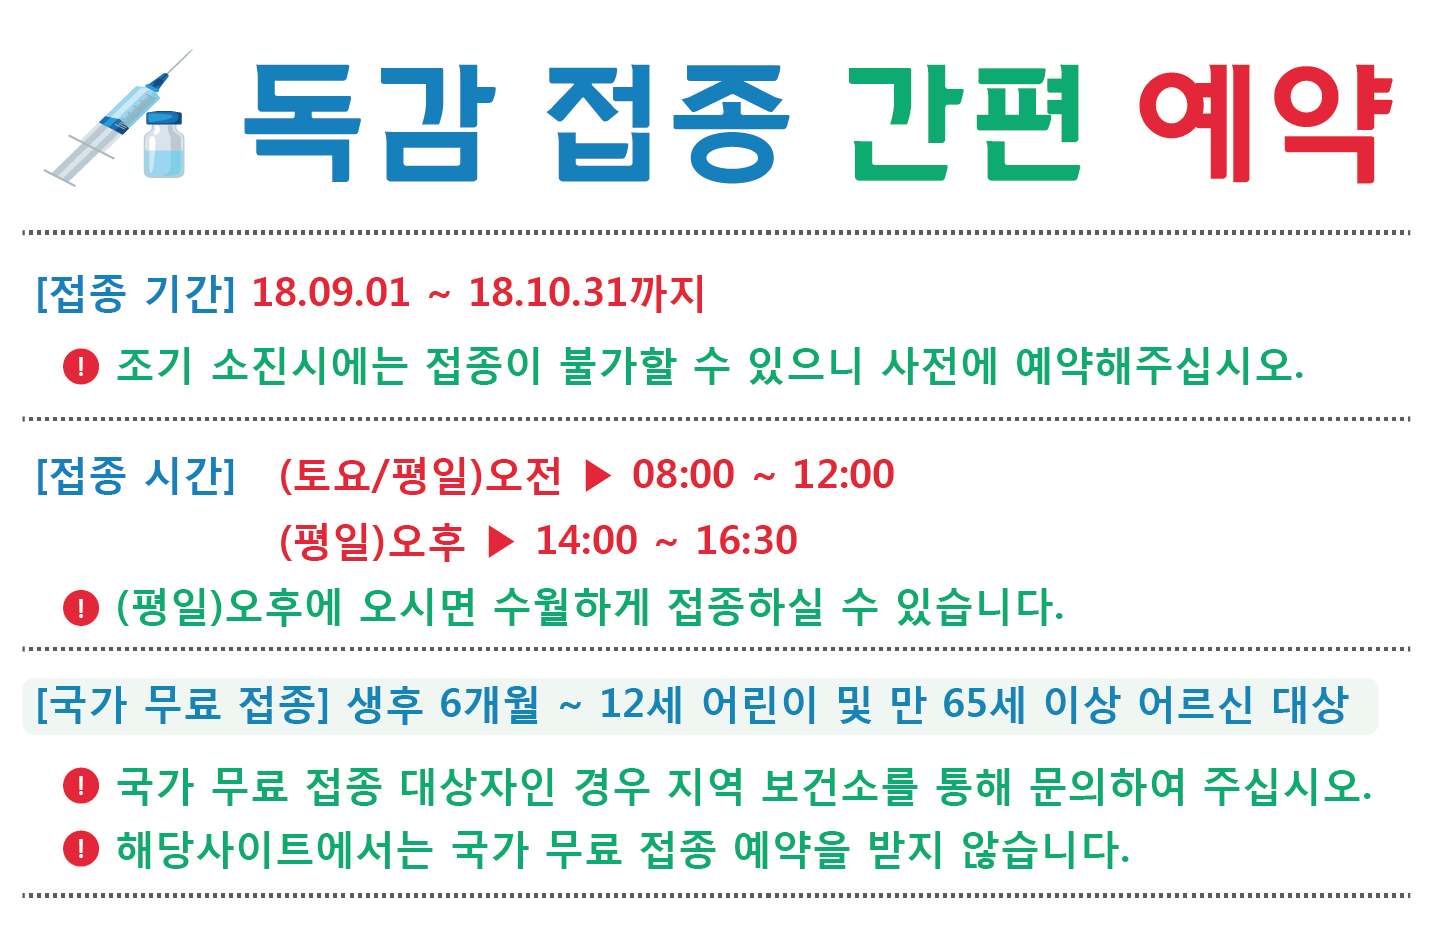 독감 접종 간편 예약
[접종 기간] 18.09.01 ~ 18.10.31까지
! 조기 소진시에는 접종이 불가할 수 있으니 사전에 예약해주십시오.
[접종 시간] (토요/평일)오전 ▶ 08:00 ~ 12:00
(평일)오후 ▶ 14:00 ~ 16:30
! (평일)오후에 오시면 수월하게 접종하실 수 있습니다.
[국가 무료 접종] 생후 6개월 ~ 12세 어린이 및 만 65세 이상 어르신 대상
! 국가 무료 접종 대상자인 경우 지역 보건소를 통해 문의하여 주십시오.
! 해당사이트에서는 국가 무료 접종 예약을 받지 않습니다.